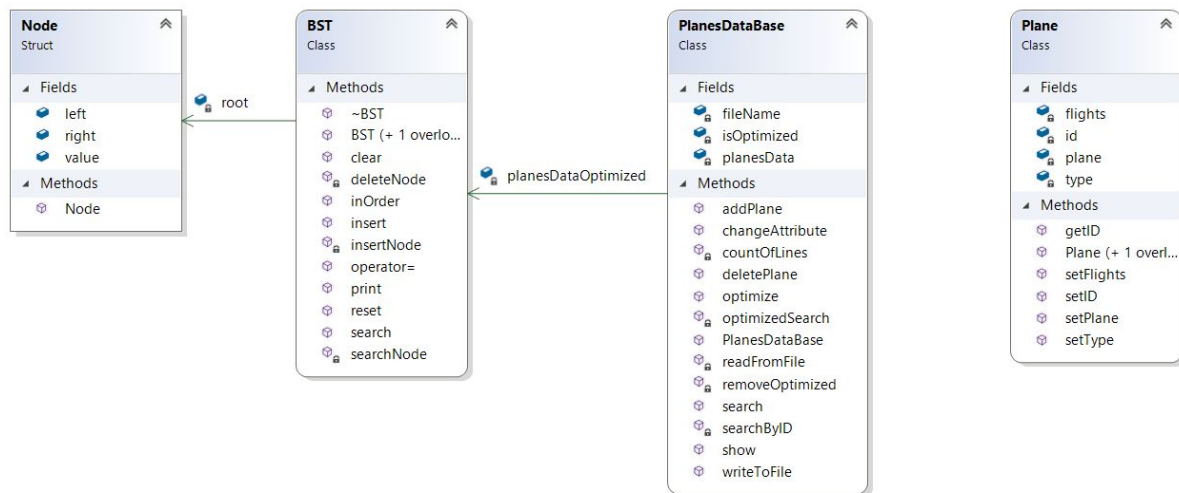 Node
Struct
Fields
left
right
value
Methods
Node
root
BST
Class
Methods
~BST
BST (+ 1 overlo...
clear
deleteNode
inOrder
insert
insertNode
operator=
print
reset
search
searchNode
planesDataOptimized
PlanesDataBase
Class
Fields
fileName
isOptimized
planesData
Methods
addPlane
changeAttribute
countOfLines
deletePlane
optimize
optimizedSearch
PlanesDataBase
readFromFile
removeOptimized
search
searchByID
show
writeToFile
Plane
Class
Fields
flights
id
plane
type
Methods
getID
Plane (+ 1 overl...
setFlights
setID
setPlane
setType